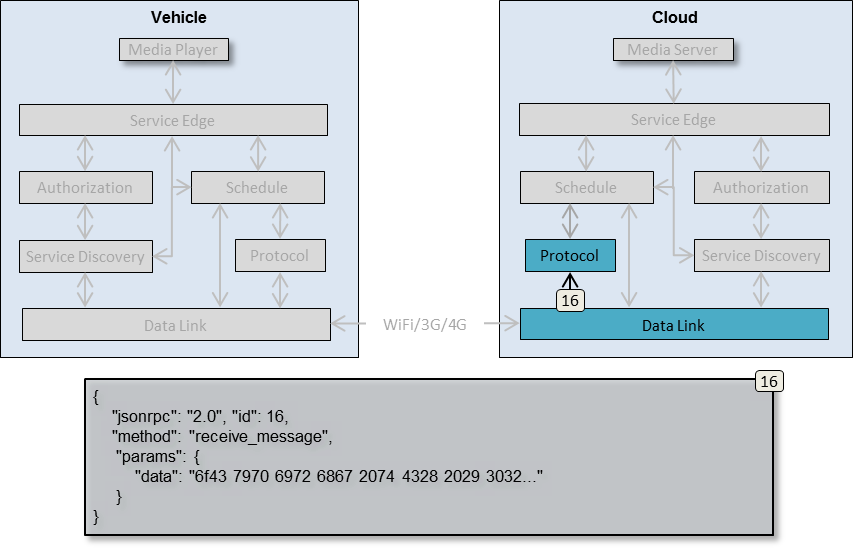 Vehicle
Cloud
Media Player
Media Server
Service Edge
Service Edge
Authorization
Schedule
Schedule
Authorization
Service Discovery
Protocol
Protocol
Service Discovery
16
Data Link
WiFi/3G/4G
Data Link
16
{
"jsonrpc": "2.0", "id": 16,
"method": "receive_message",
"params": {
"data": "6f43 7970 6972 6867 2074 4328 2029 3032..."
}
}